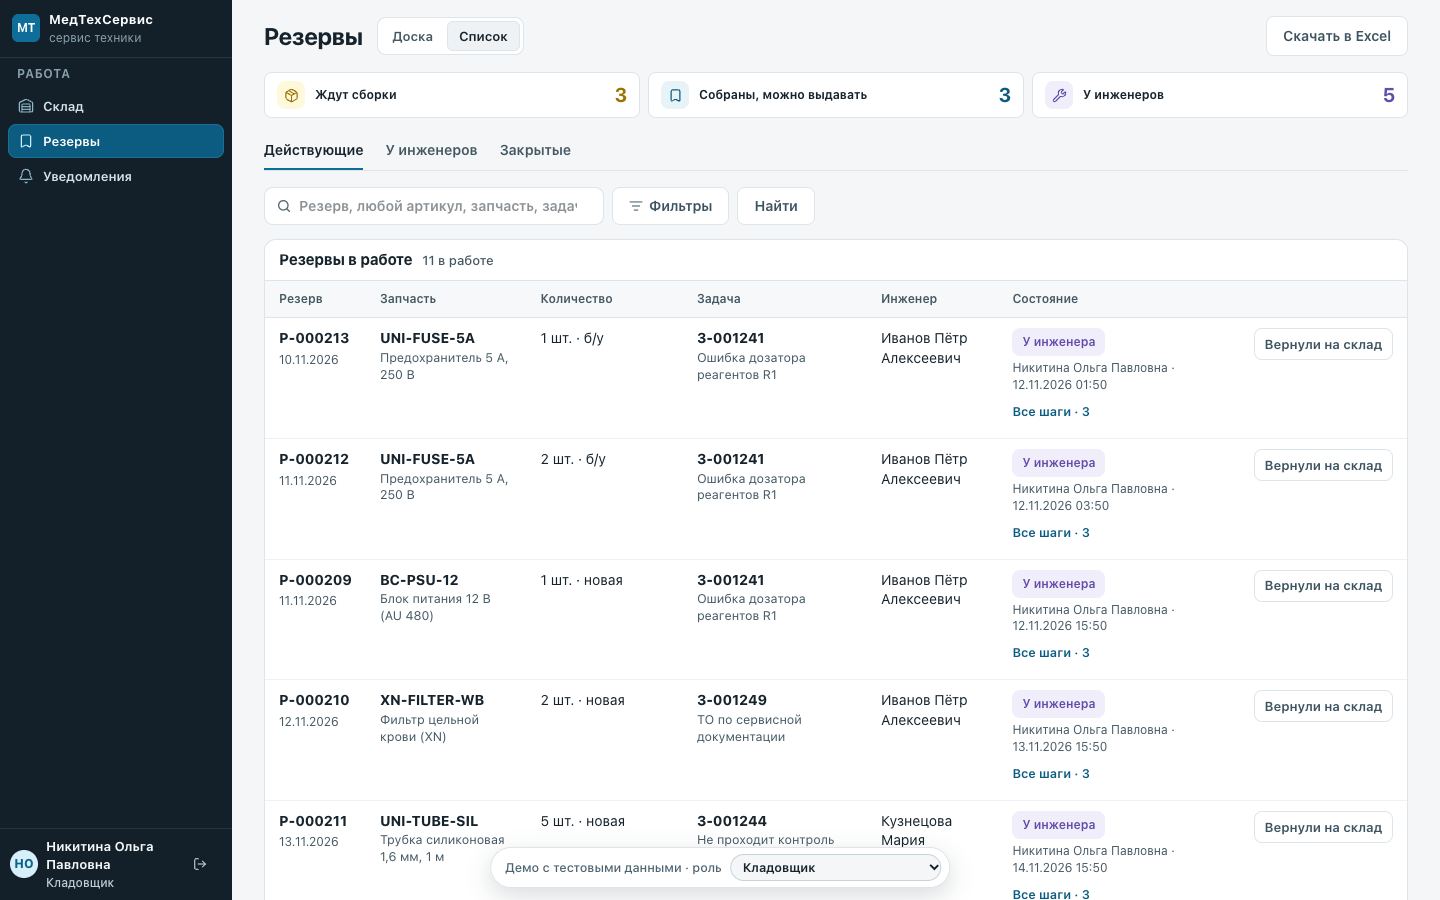 МТ
МедТехСервис
сервис техники
РАБОТА
Склад
Резервы
Уведомления
Никитина Ольга
Павловна
Кладовщик
НО
Резервы
Доска
Список
Скачать в Excel
Ждут сборки
3
Собраны, можно выдавать
3
У инженеров
5
Действующие
У инженеров
Закрытые
Резерв, любой артикул, запчасть, задач
Фильтры
Найти
Резервы в работе 11 в работе
Резерв Запчасть Количество Задача Инженер Состояние
Р-000213 UNI-FUSE-5A 1 шт. · б/у З-001241 Иванов Пётр У инженера Вернули на склад
10.11.2026 Предохранитель 5 А, Ошибка дозатора Алексеевич Никитина Ольга Павловна ·
250 В реагентов R1 12.11.2026 01:50
Все шаги · 3
Р-000212 UNI-FUSE-5A 2 шт. · б/у З-001241 Иванов Пётр У инженера Вернули на склад
11.11.2026 Предохранитель 5 А, Ошибка дозатора Алексеевич Никитина Ольга Павловна ·
250 В реагентов R1 12.11.2026 03:50
Все шаги · 3
Р-000209 BC-PSU-12 1 шт. · новая З-001241 Иванов Пётр У инженера Вернули на склад
11.11.2026 Блок питания 12 В Ошибка дозатора Алексеевич Никитина Ольга Павловна ·
(AU 480) реагентов R1 12.11.2026 15:50
Все шаги · 3
Р-000210 XN-FILTER-WB 2 шт. · новая З-001249 Иванов Пётр У инженера Вернули на склад
12.11.2026 Фильтр цельной ТО по сервисной Алексеевич Никитина Ольга Павловна ·
крови (XN) документации 13.11.2026 15:50
Все шаги · 3
Р-000211 UNI-TUBE-SIL 5 шт. · новая З-001244 Кузнецова У инженера Вернули на склад
13.11.2026 Трубка силиконовая Не проходит контроль Мария Никитина Ольга Павловна ·
1,6 мм, 1 м 14.11.2026 15:50
Все шаги · 3
Демо с тестовыми данными · роль Кладовщик